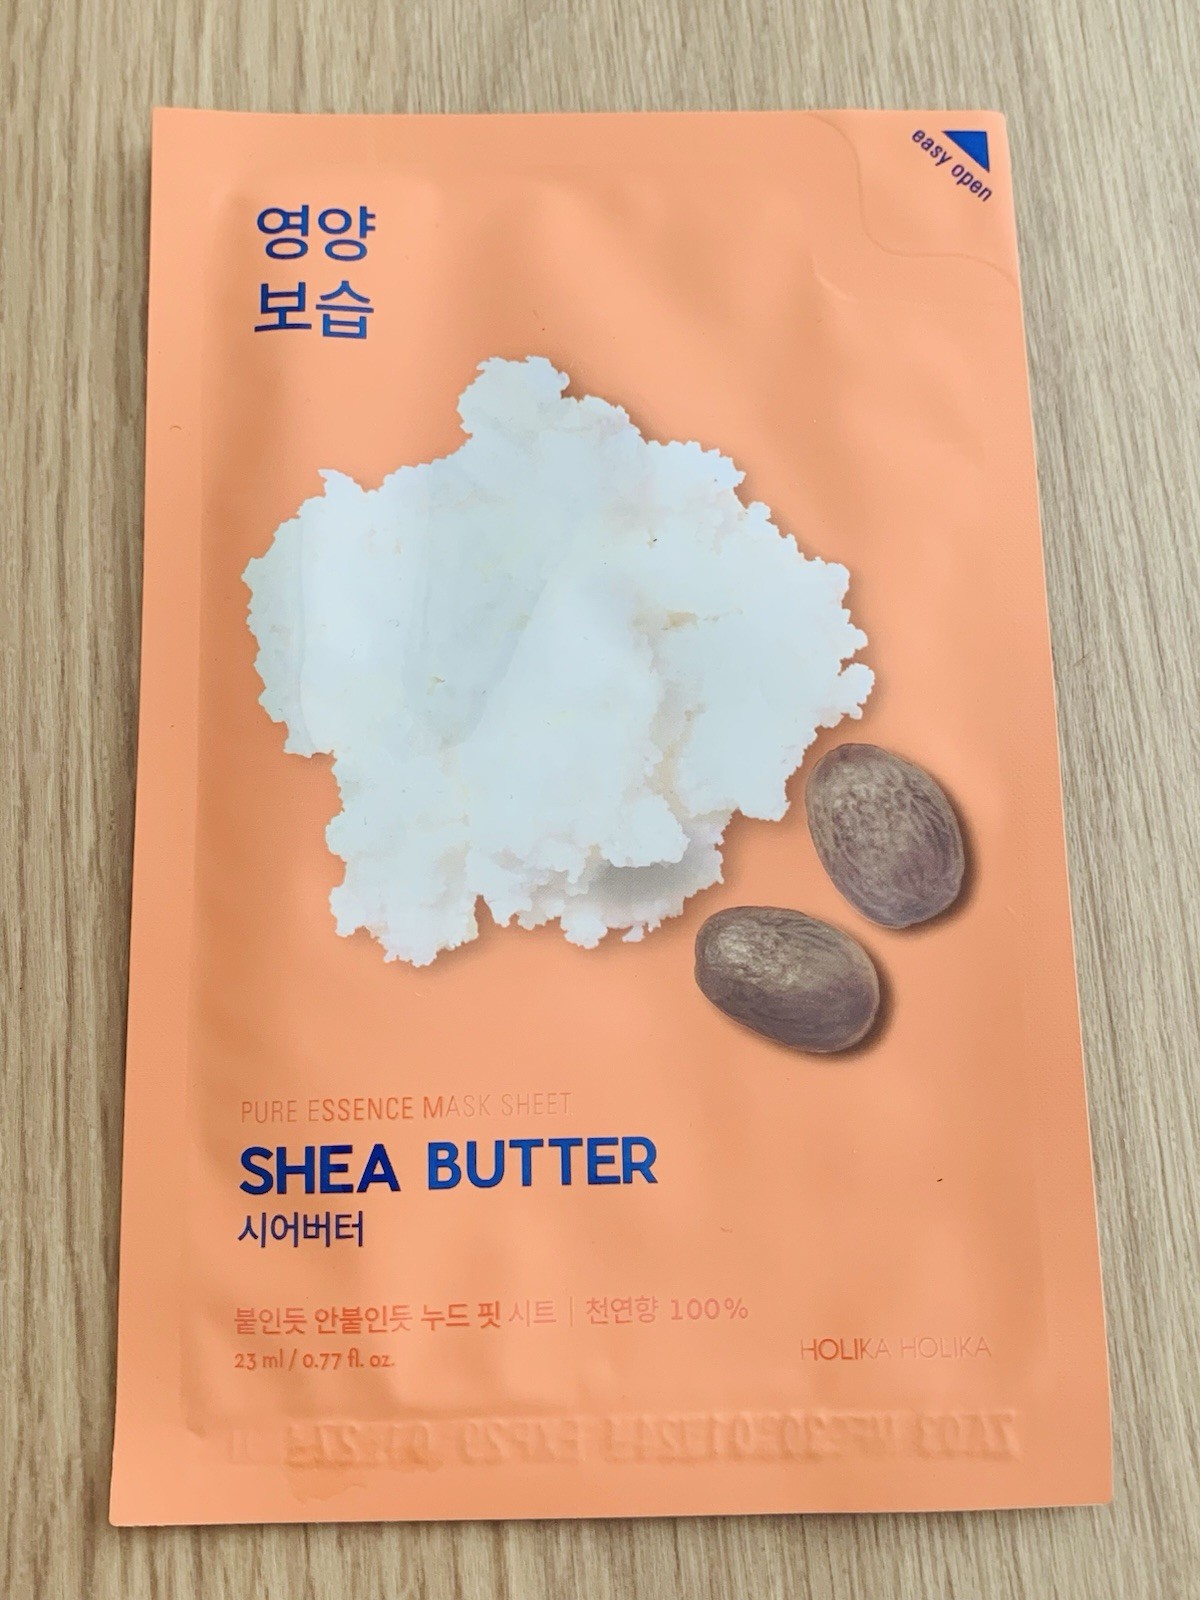 easy open
영양
보습
PURE ESSENCE MASK SHEET
SHEA BUTTER
시어버터
붙인듯 안붙인듯 누드 핏 시트 | 천연향 100%
23 ml / 0.77 fl. oz.
HOLIKA HOLIKA